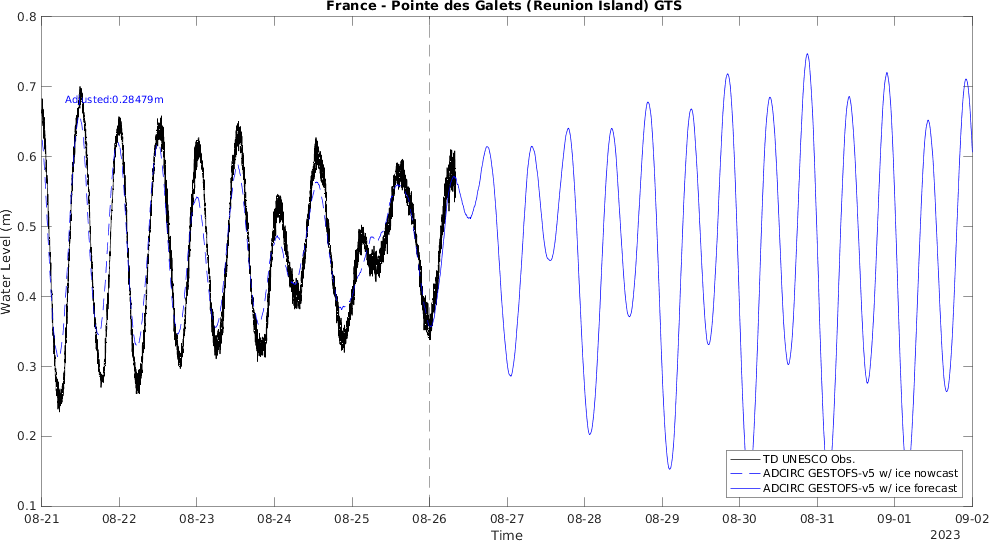 France - Pointe des Galets (Reunion Island) GTS
0.8
0.7
0.6
0.5
0.4
0.3
0.2
0.1
Water Level (m)
Adjusted:0.28479m
TD UNESCO Obs.
ADCIRC GESTOFS-v5 w/ ice nowcast
ADCIRC GESTOFS-v5 w/ ice forecast
08-21 08-22 08-23 08-24 08-25 08-26 08-27 08-28 08-29 08-30 08-31 09-01 09-02
Time
2023